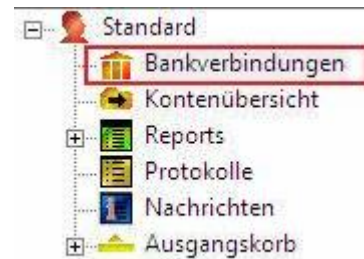 Standard
Bankverbindungen
Kontenübersicht
Reports
Protokolle
Nachrichten
Ausgangskorb